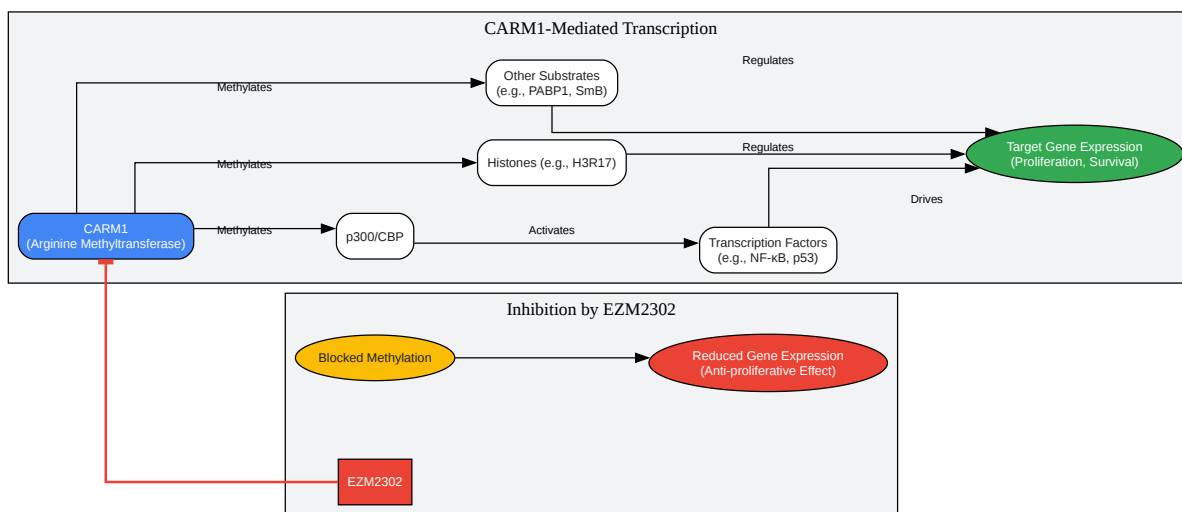 CARM1-Mediated Transcription
Regulates
Other Substrates
(e.g., PABP1, SmB)
Methylates
Target Gene Expression
(Proliferation, Survival)
Regulates
Histones (e.g., H3R17)
Methylates
Drives
CARM1
(Arginine Methyltransferase)
Methylates
p300/CBP
Activates
Transcription Factors
(e.g., NF-κB, p53)
Inhibition by EZM2302
Blocked Methylation
Reduced Gene Expression
(Anti-proliferative Effect)
EZM2302